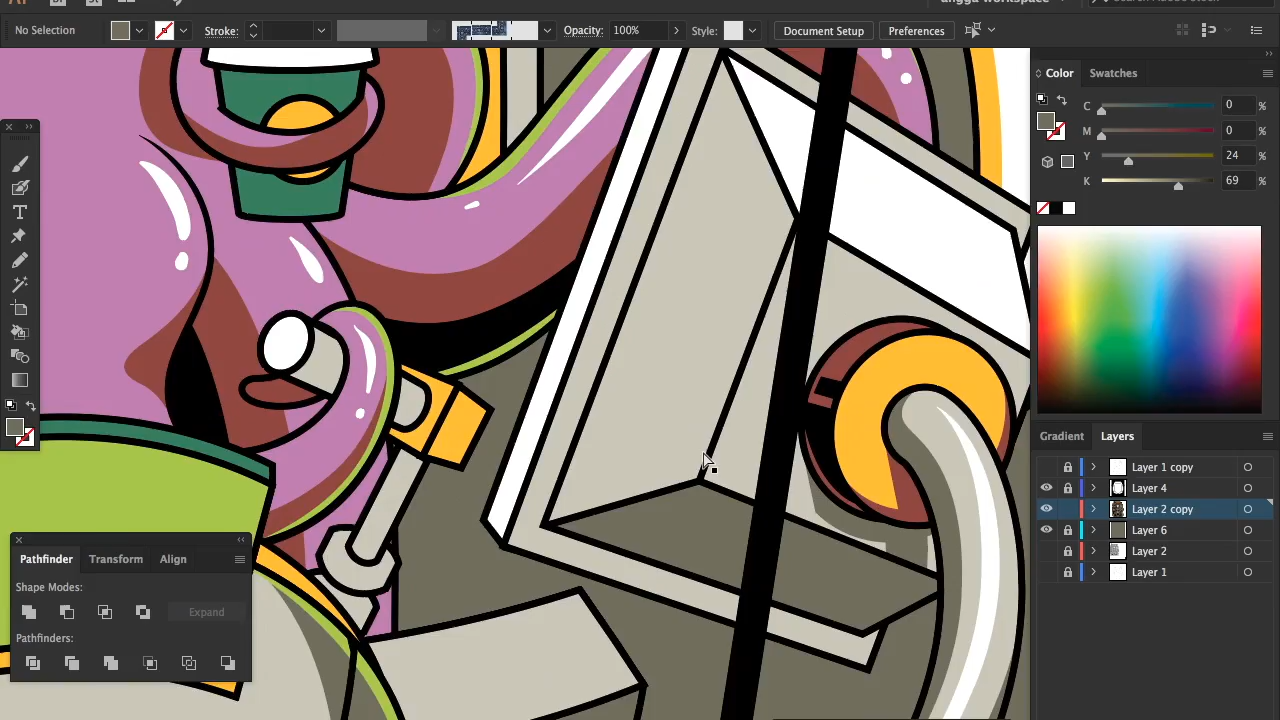 No Selection
Stroke:
Opacity: 100%
Style:
Document Setup
Preferences
Color
Swatches
C 0 %
M 0 %
Y 24 %
K 69 %
Gradient
Layers
Layer 1 copy
Layer 4
Layer 2 copy
Layer 6
Layer 2
Layer 1
Pathfinder
Transform
Align
Shape Modes:
Expand
Pathfinders: